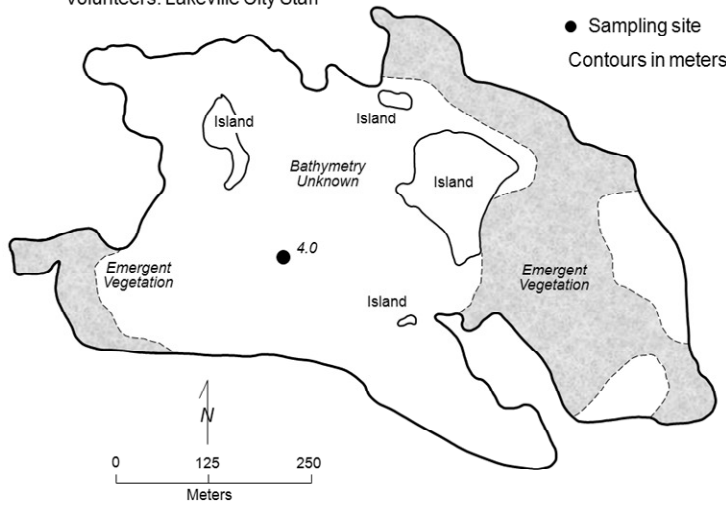 Volunteers: Lakeville City Staff
Sampling site
Contours in meters
Island
Island
Bathymetry
Unknown
Island
4.0
Emergent
Vegetation
Emergent
Vegetation
Island
N
0 125 250
Meters